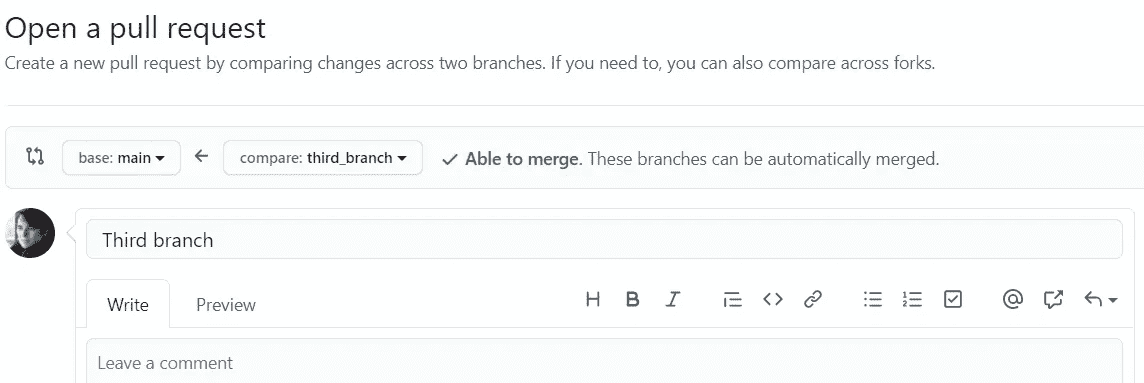 Open a pull request
Create a new pull request by comparing changes across two branches. If you need to, you can also compare across forks.
base: main compare: third_branch Able to merge. These branches can be automatically merged.
Third branch
Write Preview H B I @
Leave a comment